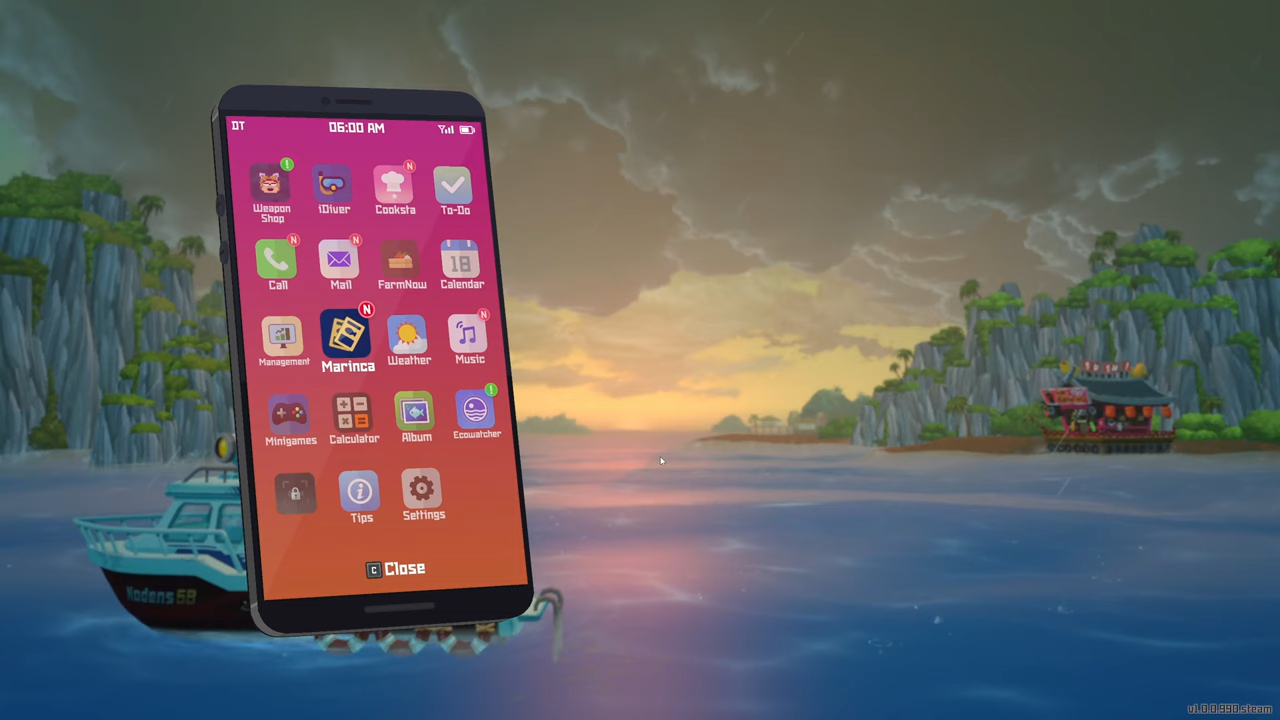 DT 06:00 AM
Weapon Shop
iDiver
Cooksta
To-Do
Call
Mail
FarmNow
18
Calendar
Management
Marinca
Weather
Music
Minigames
Calculator
Album
Ecowatcher
Tips
Settings
C Close
Nodens 68
v1.0.0.990.steam